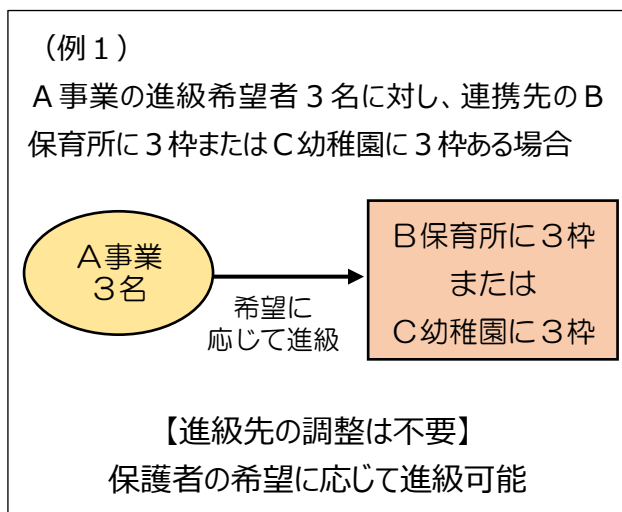 （例１）
Ａ事業の進級希望者３名に対し、連携先のＢ
保育所に３枠またはＣ幼稚園に３枠ある場合
Ａ事業
３名
希望に
応じて進級
Ｂ保育所に３枠
または
Ｃ幼稚園に３枠
【進級先の調整は不要】
保護者の希望に応じて進級可能